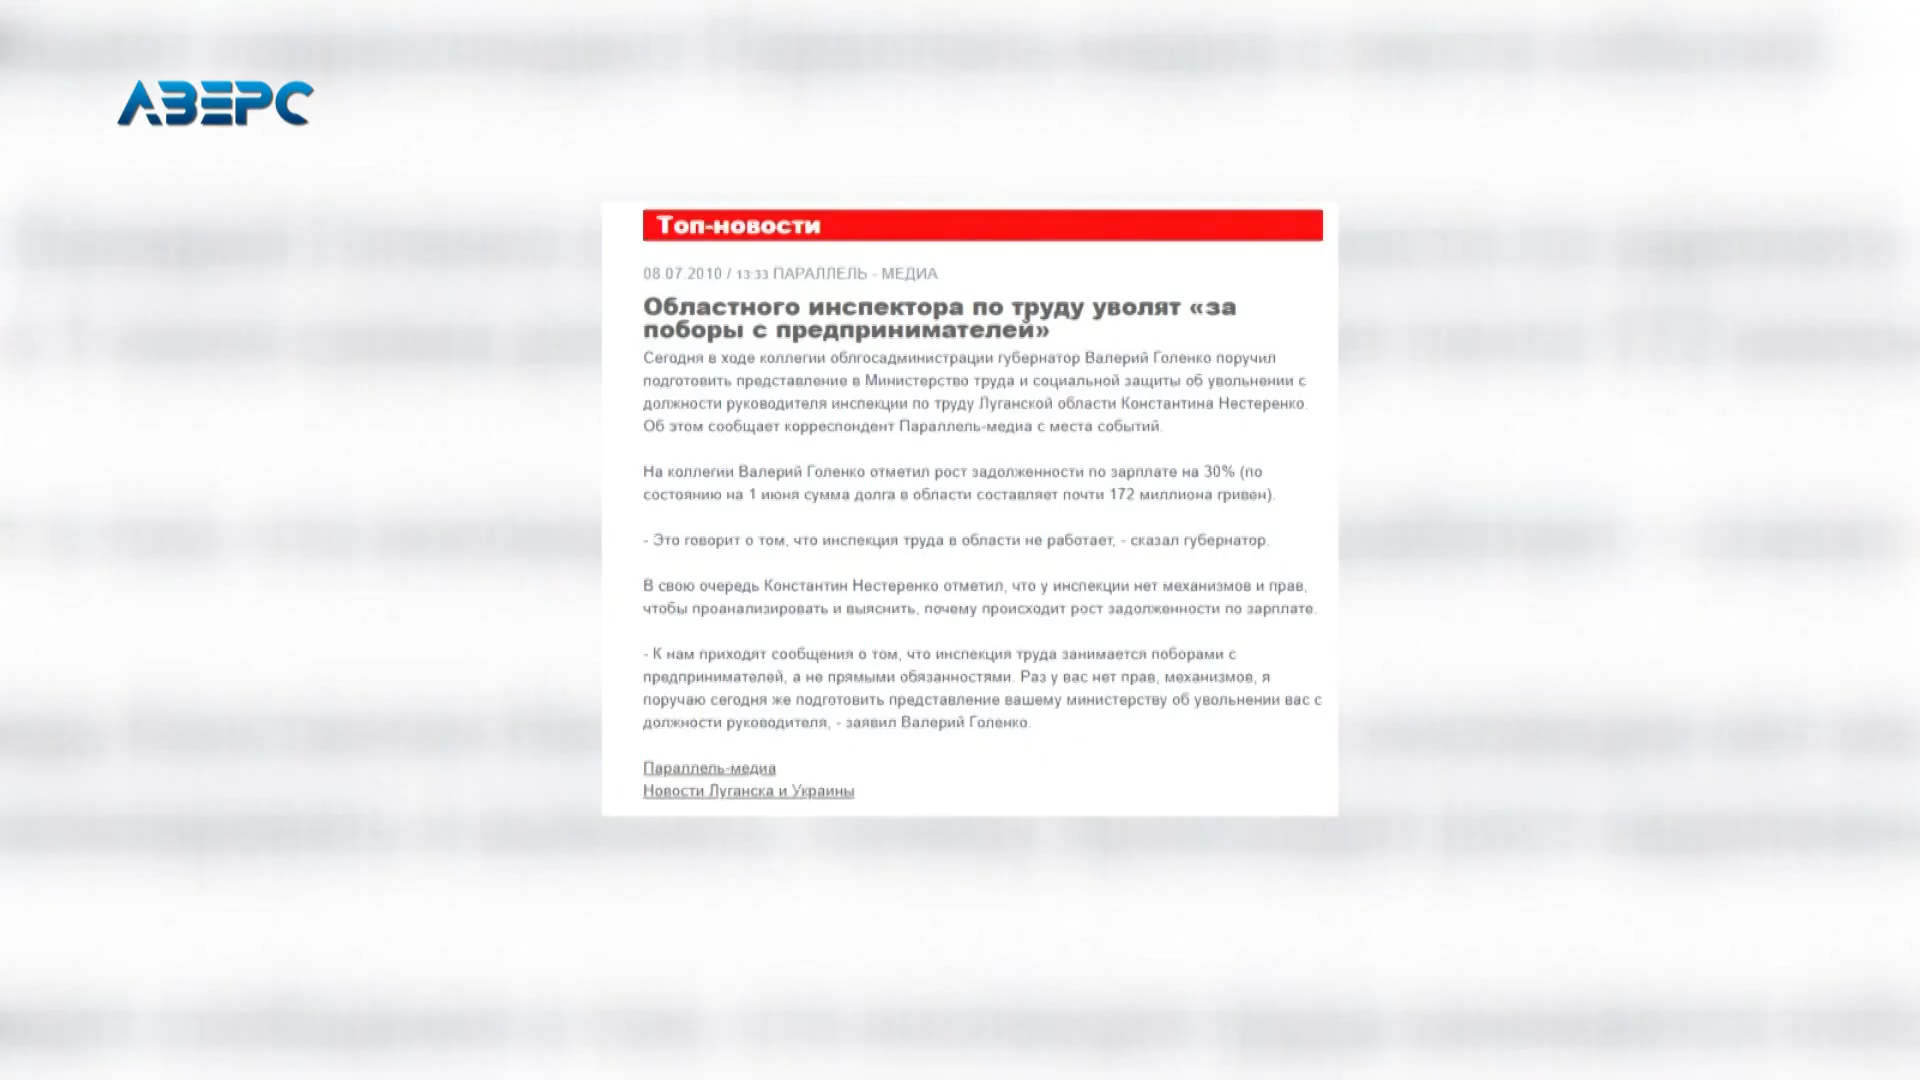 АВЕРС
Топ-новости
08.07.2010 / 13:33 ПАРАЛЛЕЛЬ - МЕДИА
Областного инспектора по труду уволят «за
поборы с предпринимателей»
Сегодня в ходе коллегии облгосадминистрации губернатор Валерий Голенко поручил
подготовить представление в Министерство труда и социальной защиты об увольнении с
должности руководителя инспекции по труду Луганской области Константина Нестеренко.
Об этом сообщает корреспондент Параллель-медиа с места событий.
На коллегии Валерий Голенко отметил рост задолженности по зарплате на 30% (по
состоянию на 1 июня сумма долга в области составляет почти 172 миллиона гривен).
- Это говорит о том, что инспекция труда в области не работает, - сказал губернатор.
В свою очередь Константин Нестеренко отметил, что у инспекции нет механизмов и прав,
чтобы проанализировать и выяснить, почему происходит рост задолженности по зарплате.
- К нам приходят сообщения о том, что инспекция труда занимается поборами с
предпринимателей, а не прямыми обязанностями. Раз у вас нет прав, механизмов, я
поручаю сегодня же подготовить представление вашему министерству об увольнении вас с
должности руководителя, - заявил Валерий Голенко.
Параллель-медиа
Новости Луганска и Украины